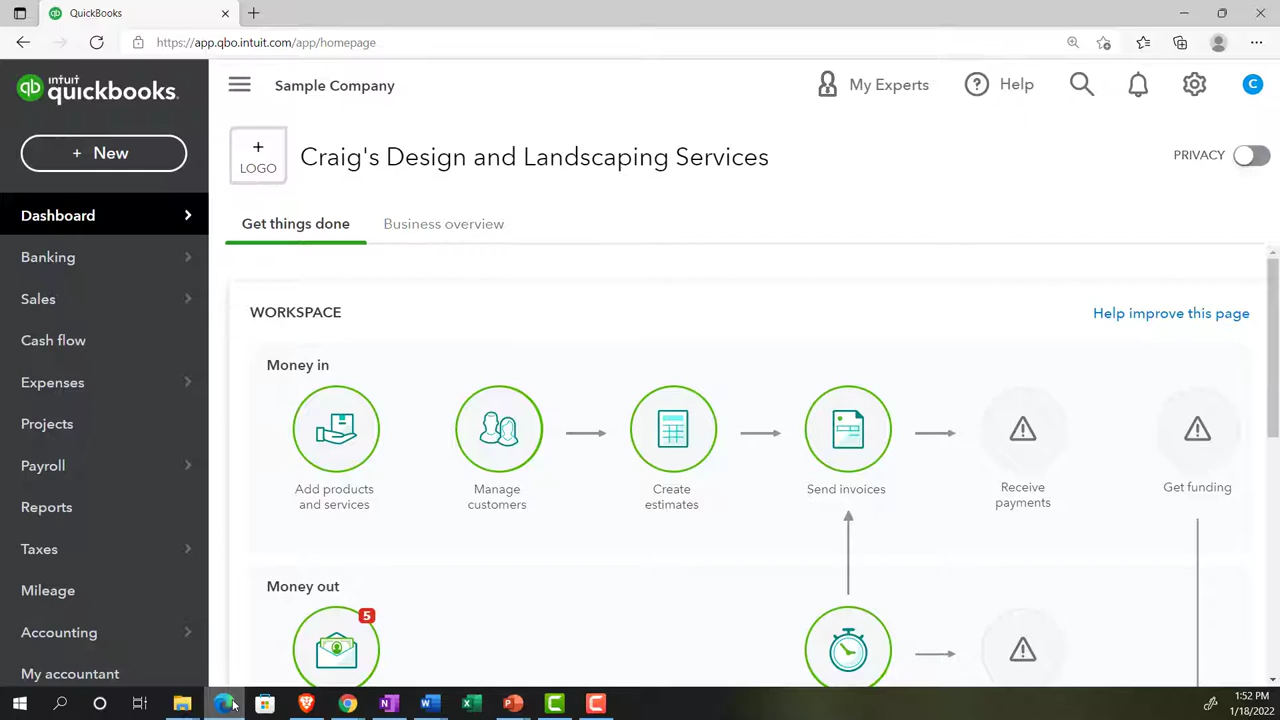 QuickBooks
https://app.qbo.intuit.com/app/homepage
intuit
quickbooks.
Sample Company
My Experts
Help
C
+ New
+
LOGO
Craig's Design and Landscaping Services
PRIVACY
Dashboard
Banking
Sales
Cash flow
Expenses
Projects
Payroll
Reports
Taxes
Mileage
Accounting
My accountant
Get things done
Business overview
WORKSPACE
Help improve this page
Money in
Add products
and services
Manage
customers
Create
estimates
Send invoices
Receive
payments
Get funding
Money out
5
1:52 PM
1/18/2022